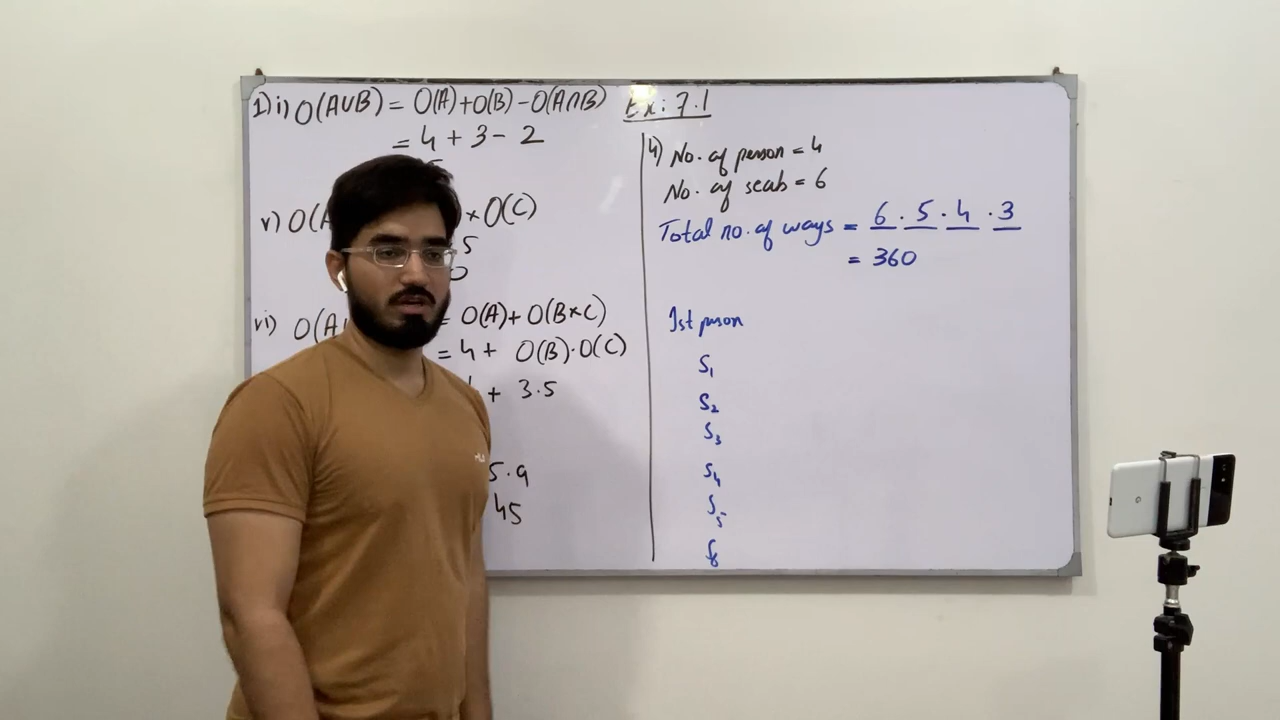 1) i) O(A∪B) = O(A)+O(B)-O(A∩B)
= 4 + 3 - 2
v) O(A × O(C)
5
0
vi) O(A = O(A)+ O(B×C)
= 4 + O(B)·O(C)
+ 3.5
5.9
45
Ex: 7.1
4) No. of person = 4
No. of seats = 6
Total no. of ways = 6 . 5 . 4 . 3
= 360
1st person
S1
S2
S3
S4
S5